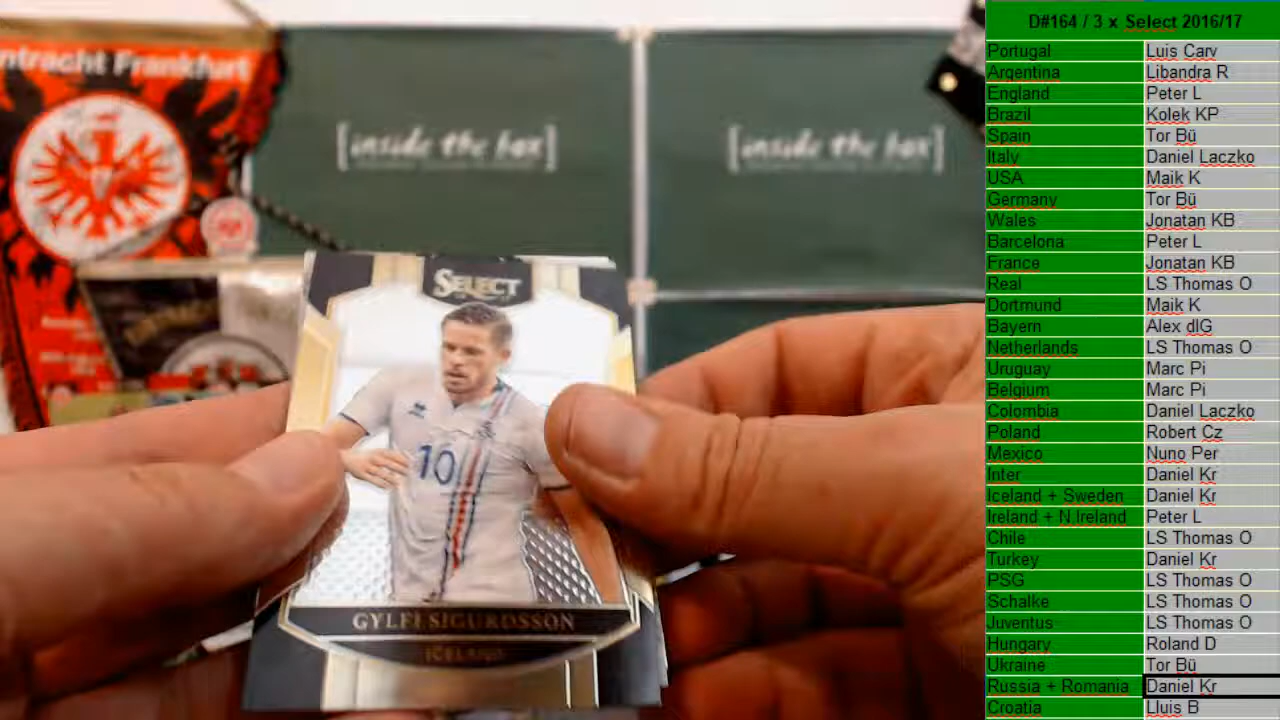 ntracht Frankfurt
[inside the box]
[inside the box]
SELECT
10
GYLFI SIGURDSSON
ICELAND
D#164 / 3 x Select 2016/17
Portugal Luis Carv
Argentina Libandra R
England Peter L
Brazil Kolek KP
Spain Tor Bü
Italy Daniel Laczko
USA Maik K
Germany Tor Bü
Wales Jonatan KB
Barcelona Peter L
France Jonatan KB
Real LS Thomas O
Dortmund Maik K
Bayern Alex dlG
Netherlands LS Thomas O
Uruguay Marc Pi
Belgium Marc Pi
Colombia Daniel Laczko
Poland Robert Cz
Mexico Nuno Per
Inter Daniel Kr
Iceland + Sweden Daniel Kr
Ireland + N.Ireland Peter L
Chile LS Thomas O
Turkey Daniel Kr
PSG LS Thomas O
Schalke LS Thomas O
Juventus LS Thomas O
Hungary Roland D
Ukraine Tor Bü
Russia + Romania Daniel Kr
Croatia Lluis B